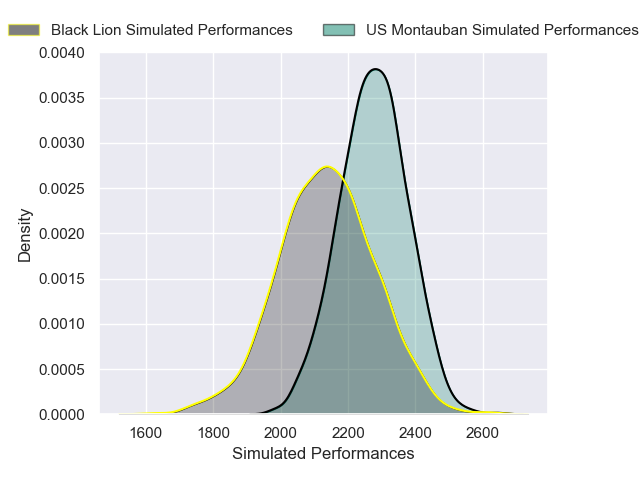 Black Lion Simulated Performances US Montauban Simulated Performances
0.0040
0.0035
0.0030
0.0025
0.0020
0.0015
0.0010
0.0005
0.0000
Density
1600 1800 2000 2200 2400 2600
Simulated Performances